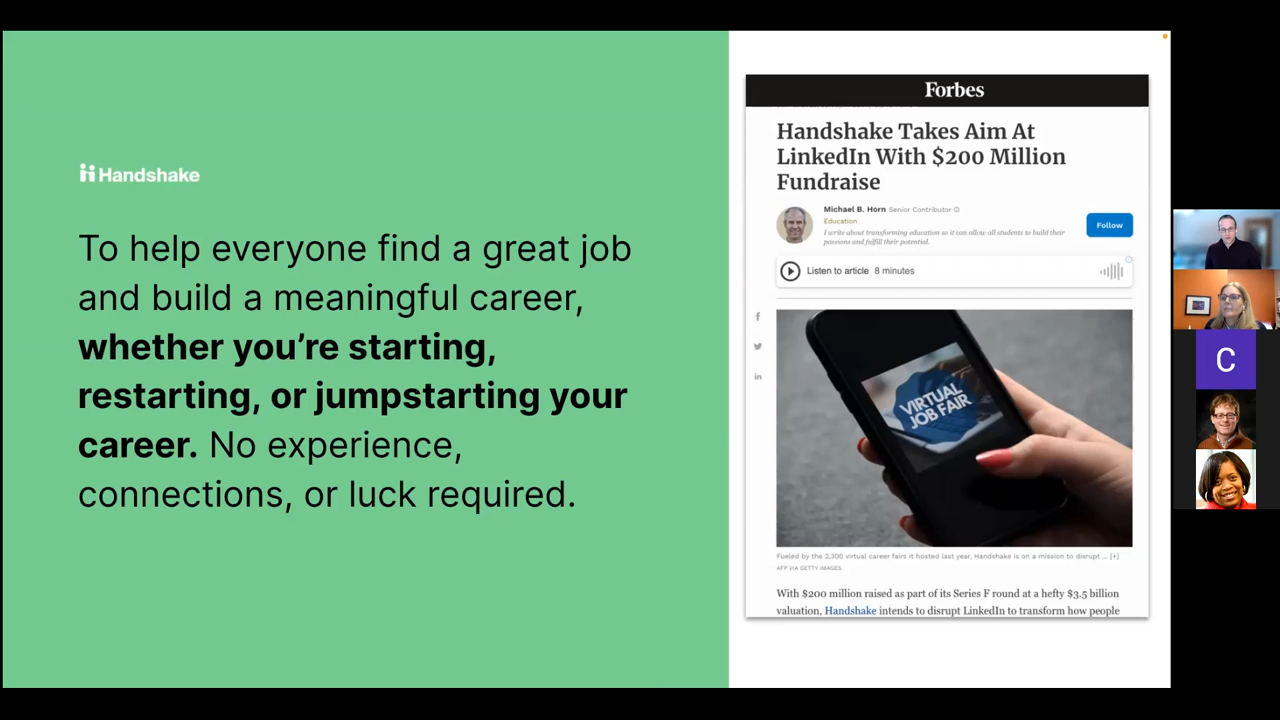 Handshake
To help everyone find a great job
and build a meaningful career,
whether you’re starting,
restarting, or jumpstarting your
career. No experience,
connections, or luck required.
Forbes
Handshake Takes Aim At
LinkedIn With $200 Million
Fundraise
Michael B. Horn Senior Contributor
Education
I write about transforming education so it can allow all students to build their
passions and fulfill their potential.
Follow
Listen to article 8 minutes
VIRTUAL
JOB FAIR
Fueled by the 2,300 virtual career fairs it hosted last year, Handshake is on a mission to disrupt ... [+]
AFP VIA GETTY IMAGES
With $200 million raised as part of its Series F round at a hefty $3.5 billion
valuation, Handshake intends to disrupt LinkedIn to transform how people
C